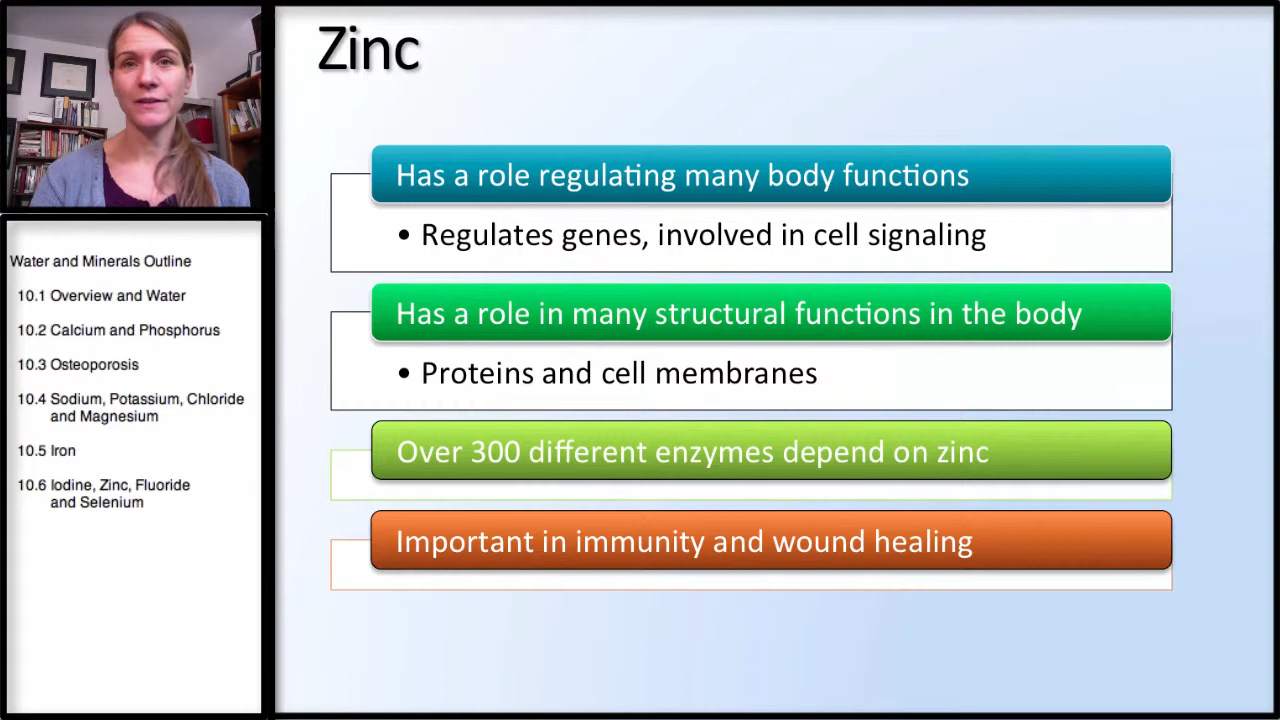 Zinc
Has a role regulating many body functions
• Regulates genes, involved in cell signaling
Has a role in many structural functions in the body
• Proteins and cell membranes
Over 300 different enzymes depend on zinc
Important in immunity and wound healing
Water and Minerals Outline
10.1 Overview and Water
10.2 Calcium and Phosphorus
10.3 Osteoporosis
10.4 Sodium, Potassium, Chloride
and Magnesium
10.5 Iron
10.6 Iodine, Zinc, Fluoride
and Selenium